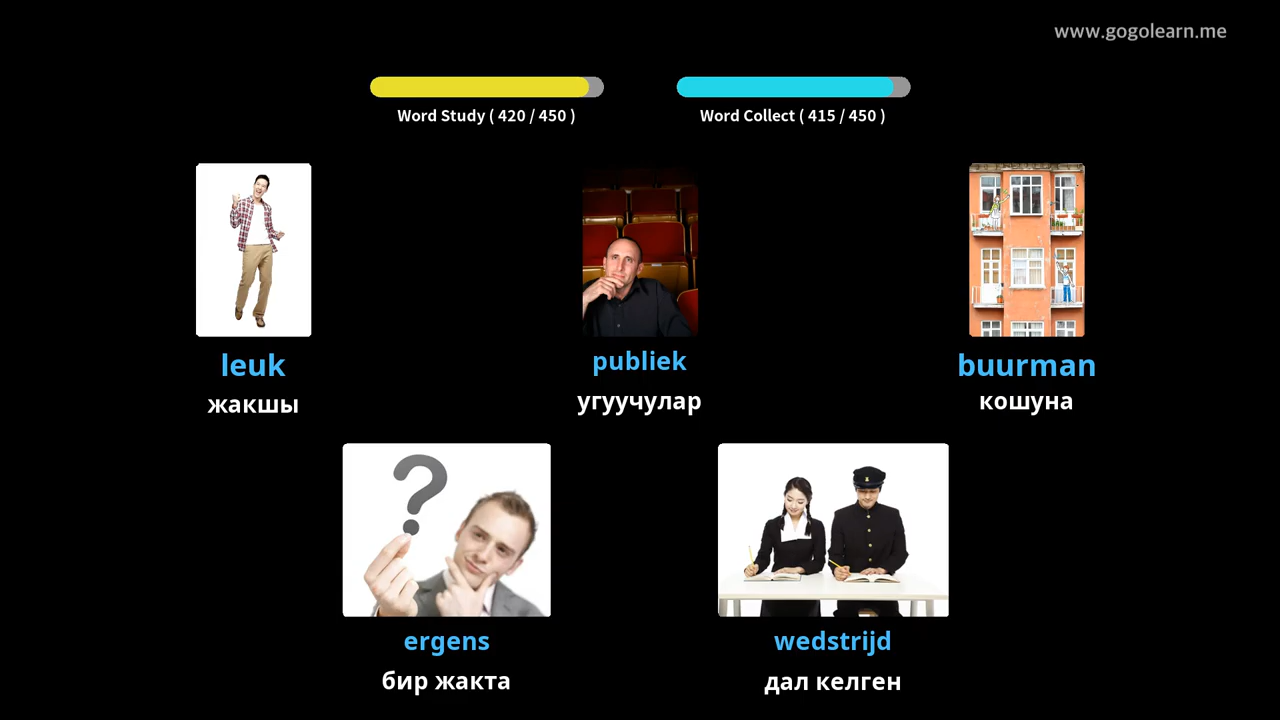 www.gogolearn.me
Word Study ( 420 / 450 )
Word Collect ( 415 / 450 )
leuk
жакшы
publiek
угуучулар
buurman
кошуна
ergens
бир жакта
wedstrijd
дал келген